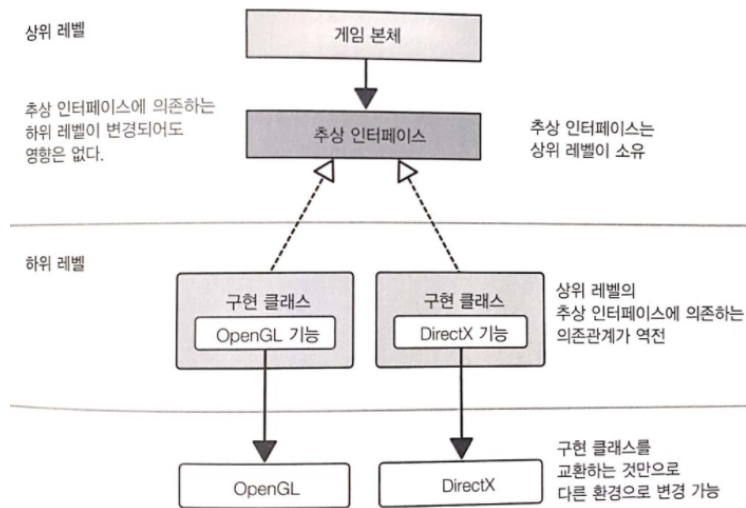 상위 레벨
게임 본체
추상 인터페이스에 의존하는
하위 레벨이 변경되어도
영향은 없다.
추상 인터페이스
추상 인터페이스는
상위 레벨이 소유
하위 레벨
구현 클래스
OpenGL 기능
구현 클래스
DirectX 기능
상위 레벨의
추상 인터페이스에 의존하는
의존관계가 역전
OpenGL
DirectX
구현 클래스를
교환하는 것만으로
다른 환경으로 변경 가능